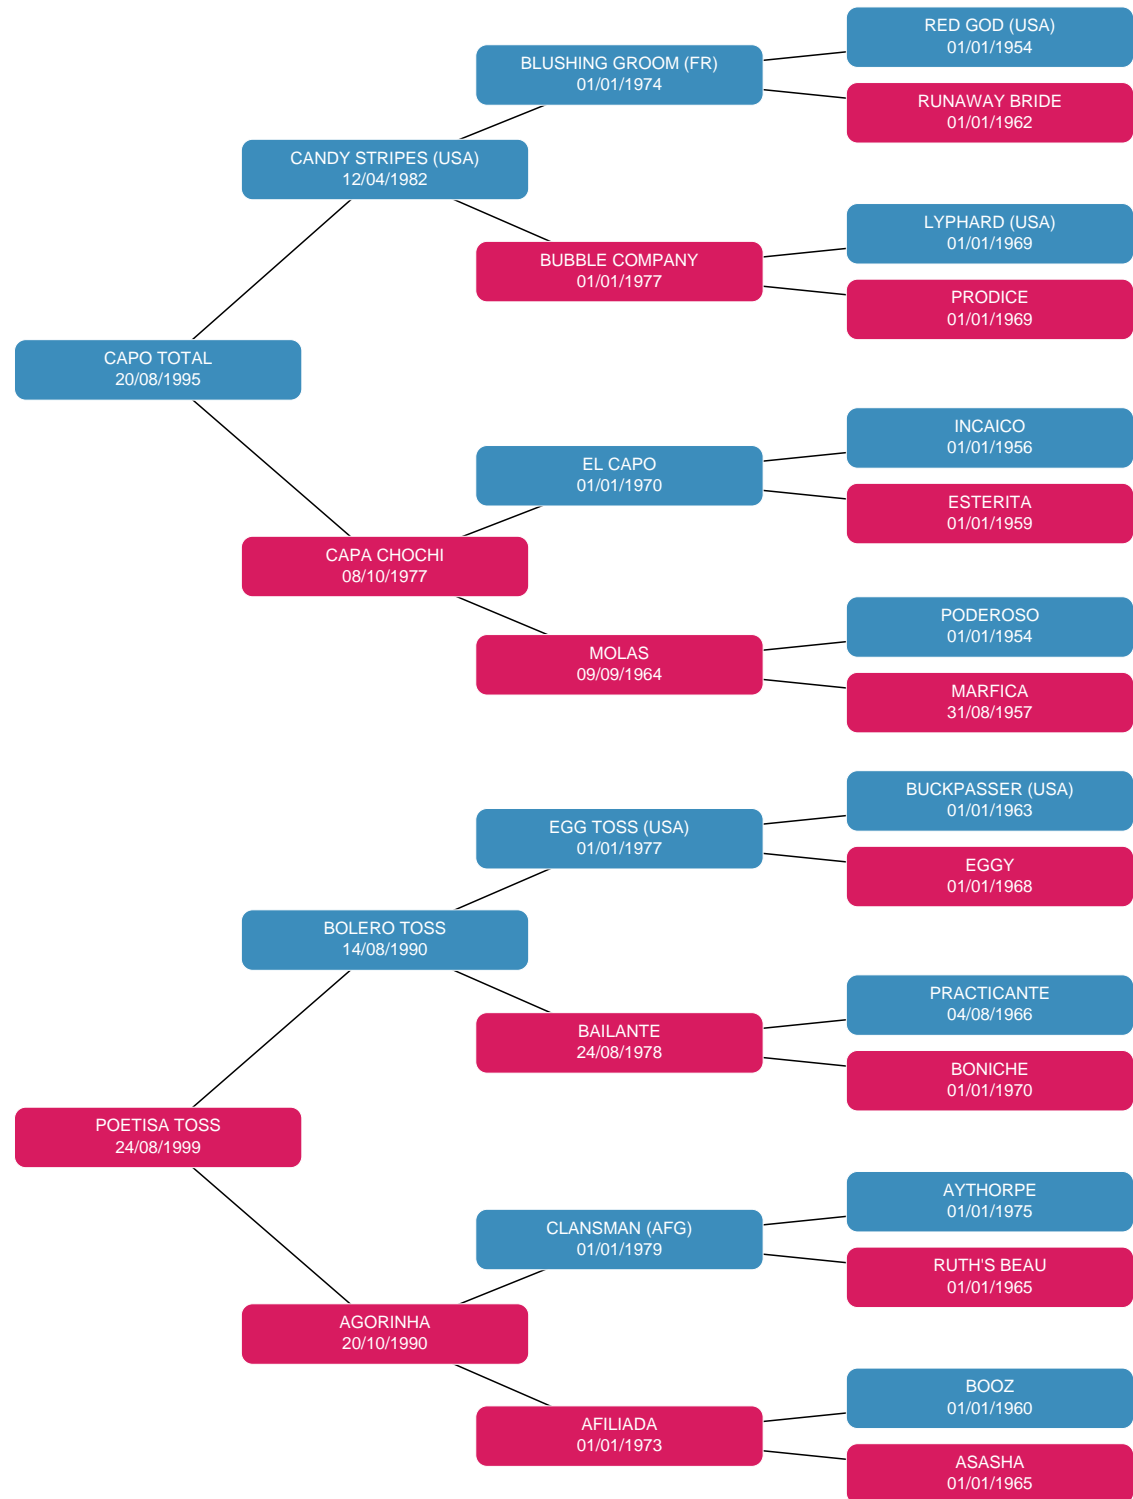 RED GOD (USA)
01/01/1954
BLUSHING GROOM (FR)
01/01/1974
RUNAWAY BRIDE
01/01/1962
CANDY STRIPES (USA)
12/04/1982
LYPHARD (USA)
01/01/1969
BUBBLE COMPANY
01/01/1977
PRODICE
01/01/1969
CAPO TOTAL
20/08/1995
INCAICO
01/01/1956
EL CAPO
01/01/1970
ESTERITA
01/01/1959
CAPA CHOCHI
08/10/1977
PODEROSO
01/01/1954
MOLAS
09/09/1964
MARFICA
31/08/1957
BUCKPASSER (USA)
01/01/1963
EGG TOSS (USA)
01/01/1977
EGGY
01/01/1968
BOLERO TOSS
14/08/1990
PRACTICANTE
04/08/1966
BAILANTE
24/08/1978
BONICHE
01/01/1970
POETISA TOSS
24/08/1999
AYTHORPE
01/01/1975
CLANSMAN (AFG)
01/01/1979
RUTH'S BEAU
01/01/1965
AGORINHA
20/10/1990
BOOZ
01/01/1960
AFILIADA
01/01/1973
ASASHA
01/01/1965